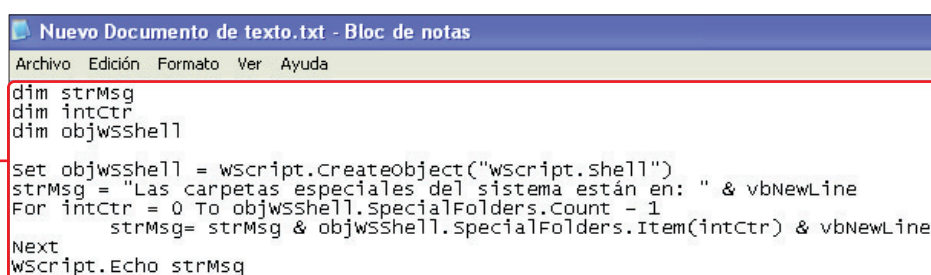 Nuevo Documento de texto.txt - Bloc de notas
Archivo Edición Formato Ver Ayuda
dim strMsg
dim intCtr
dim objWSShell
Set objWSShell = WScript.CreateObject("WScript.Shell")
strMsg = "Las carpetas especiales del sistema están en: " & vbNewLine
For intCtr = 0 To objWSShell.SpecialFolders.Count - 1
strMsg= strMsg & objWSShell.SpecialFolders.Item(intCtr) & vbNewLine
Next
WScript.Echo strMsg